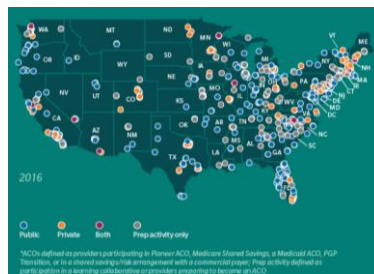 WA
MT
ND
MN
WI
VT
ME
OR
ID
SD
MI
NY
NH
MA
WY
IA
PA
RI
CT
NJ
NE
DE
MD
DC
NV
UT
CO
KS
MO
WV
VA
CA
OK
AR
TN
NC
AZ
NM
MS
AL
GA
SC
TX
LA
FL
2016
Public
Private
Both
Prep activity only
*ACOs defined as providers participating in Pioneer ACO, Medicare Shared Savings, a Medicaid ACO, PGP
Transition, or in a shared savings/risk arrangement with a commercial payer; Prep activity defined as
participation in a learning collaborative or providers preparing to become an ACO